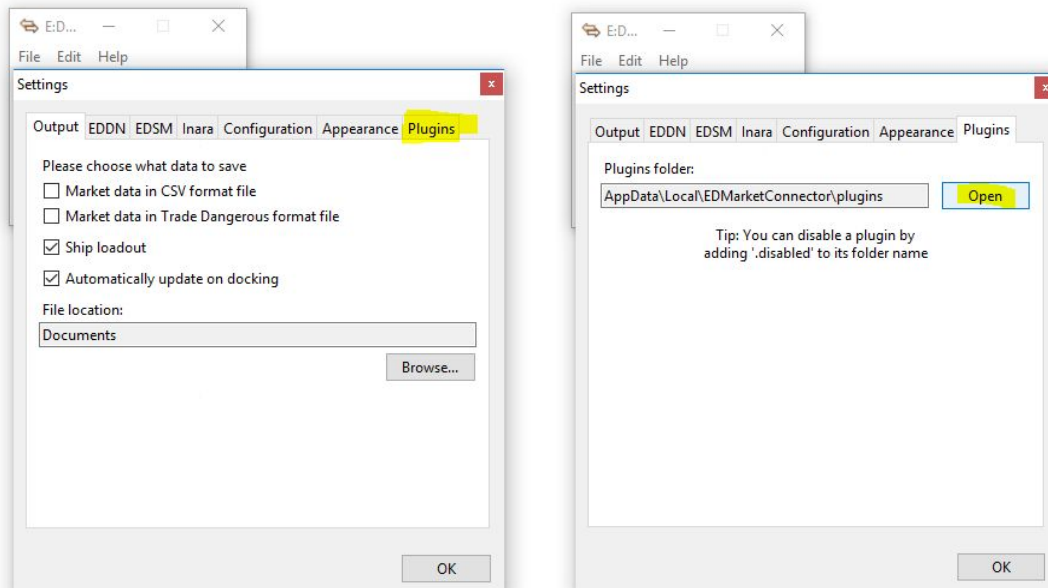 E:D...
File Edit Help
Settings
Output EDDN EDSM Inara Configuration Appearance Plugins
Please choose what data to save
Market data in CSV format file
Market data in Trade Dangerous format file
Ship loadout
Automatically update on docking
File location:
Documents
Browse...
OK
E:D...
File Edit Help
Settings
Output EDDN EDSM Inara Configuration Appearance Plugins
Plugins folder:
AppData\Local\EDMarketConnector\plugins Open
Tip: You can disable a plugin by
adding '.disabled' to its folder name
OK